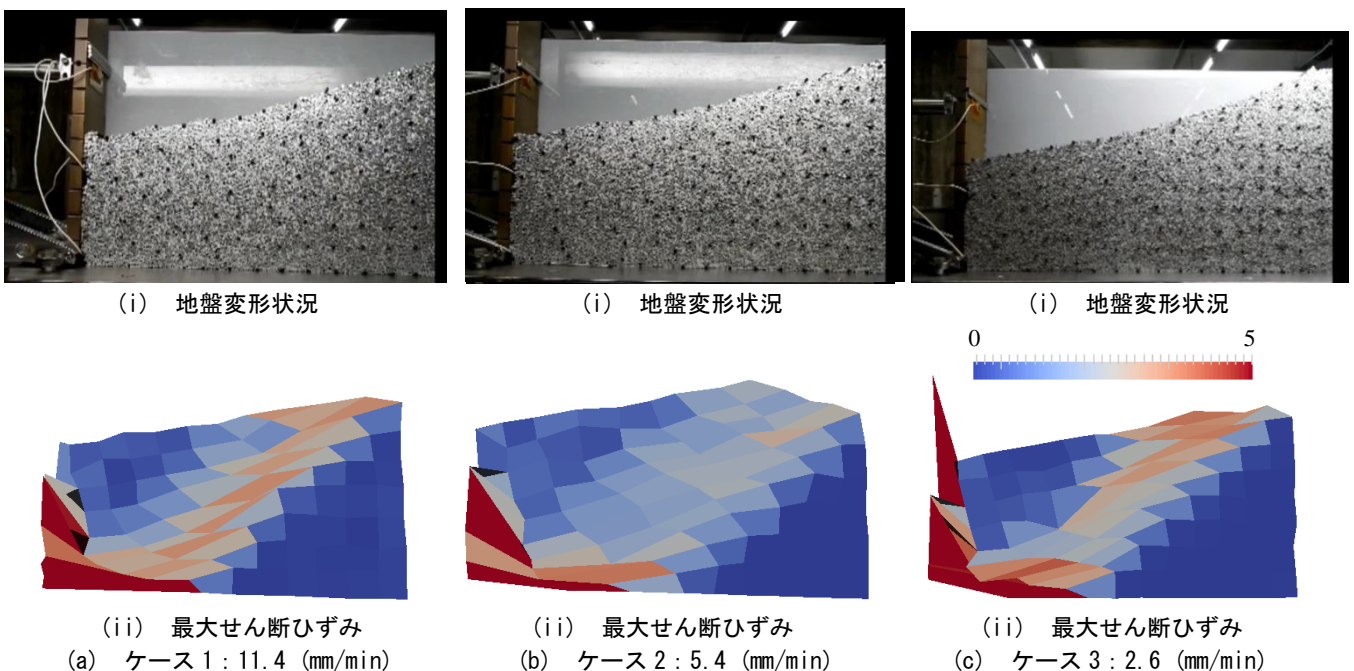 (i) 地盤変形状況
(i) 地盤変形状況
(i) 地盤変形状況
0 5
(ii) 最大せん断ひずみ
(ii) 最大せん断ひずみ
(ii) 最大せん断ひずみ
(a) ケース 1：11.4 (mm/min)
(b) ケース 2：5.4 (mm/min)
(c) ケース 3：2.6 (mm/min)